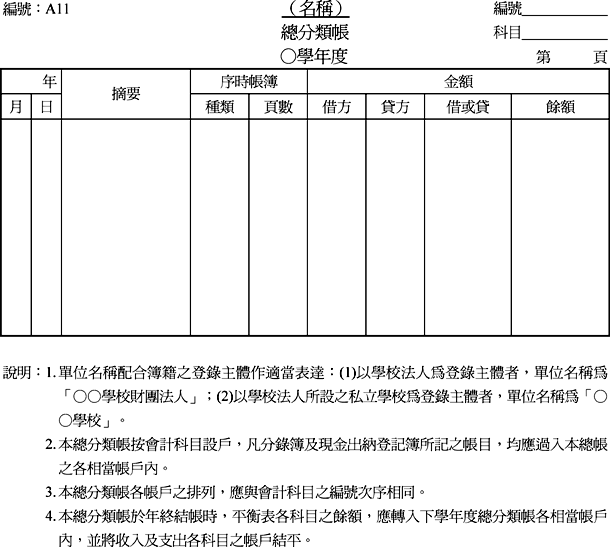 編號：A11
（名稱）
編號
總分類帳
科目
○學年度
第 頁
年
摘要
序時帳簿
金額
月 日 種類 頁數 借方 貸方 借或貸 餘額
說明：1.單位名稱配合簿籍之登錄主體作適當表達：(1)以學校法人為登錄主體者，單位名稱為
「○○學校財團法人」；(2)以學校法人所設之私立學校為登錄主體者，單位名稱為「○
○學校」。
2.本總分類帳按會計科目設戶，凡分錄簿及現金出納登記簿所記之帳目，均應過入本總帳
之各相當帳戶內。
3.本總分類帳各帳戶之排列，應與會計科目之編號次序相同。
4.本總分類帳於年終結帳時，平衡表各科目之餘額，應轉入下學年度總分類帳各相當帳戶
內，並將收入及支出各科目之帳戶結平。